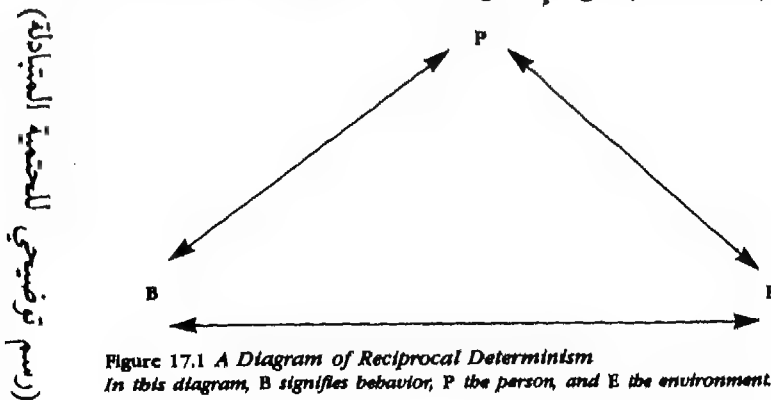 P
B
(رسم توضيحي للحتمية المتبادلة)
Figure 17.1 A Diagram of Reciprocal Determinism
In this diagram, B signifies behavior, P the person, and E the environment.